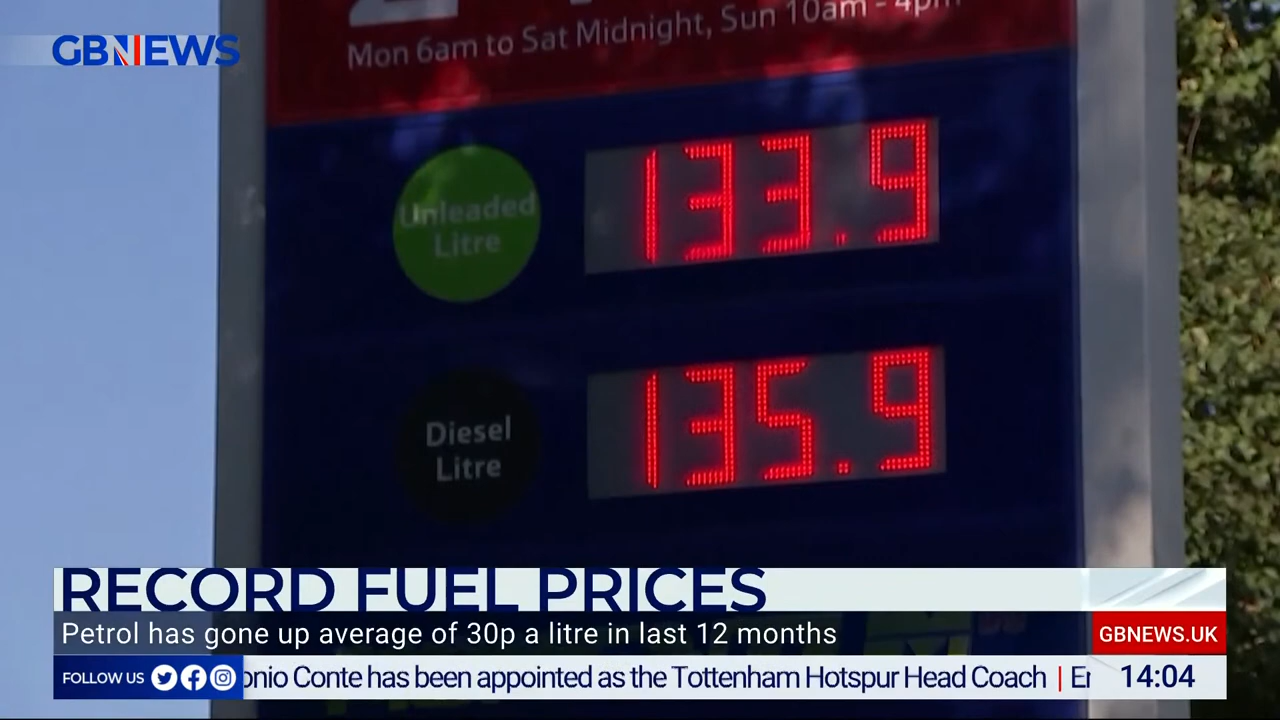 GBNEWS
Mon 6am to Sat Midnight, Sun 10am - 4pm
Unleaded
Litre
133.9
Diesel
Litre
135.9
RECORD FUEL PRICES
Petrol has gone up average of 30p a litre in last 12 months
GBNEWS.UK
FOLLOW US
onio Conte has been appointed as the Tottenham Hotspur Head Coach |
14:04